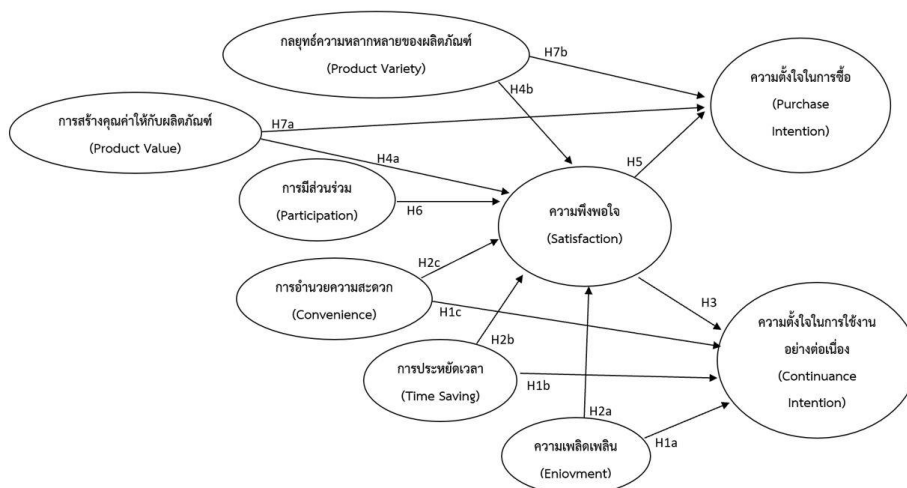 กลยุทธ์ความหลากหลายของผลิตภัณฑ์
(Product Variety)
H7b
H4b
ความตั้งใจในการซื้อ
(Purchase
Intention)
การสร้างคุณค่าให้กับผลิตภัณฑ์
(Product Value)
H7a
H4a
H5
การมีส่วนร่วม
(Participation)
H6
ความพึงพอใจ
(Satisfaction)
H2c
การอำนวยความสะดวก
(Convenience)
H1c
H3
H2b
การประหยัดเวลา
(Time Saving)
H1b
ความตั้งใจในการใช้งาน
อย่างต่อเนื่อง
(Continuance
Intention)
H2a
H1a
ความเพลิดเพลิน
(Eniovment)